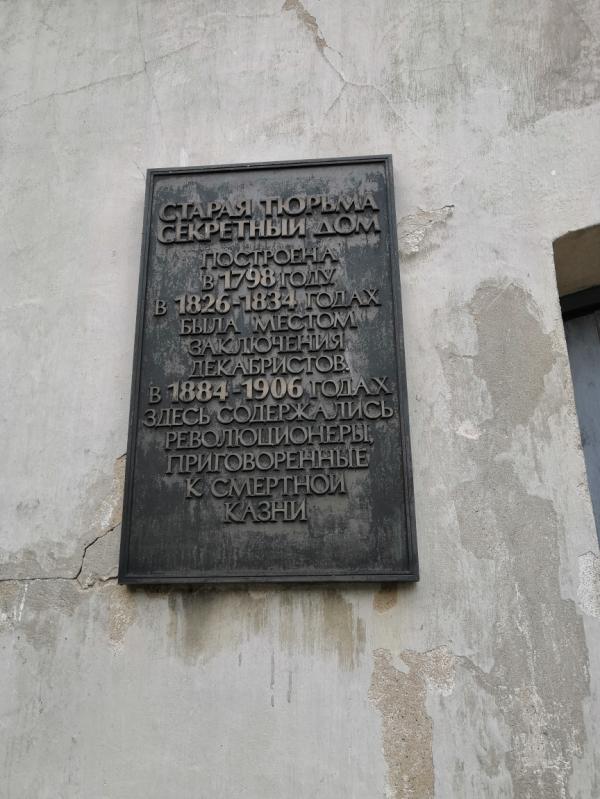 СТАРАЯ ТЮРЬМА
СЕКРЕТНЫЙ ДОМ
ПОСТРОЕНА
В 1798 ГОДУ
В 1826-1834 ГОДАХ
БЫЛА МЕСТОМ
ЗАКЛЮЧЕНИЯ
ДЕКАБРИСТОВ.
В 1884-1906 ГОДАХ
ЗДЕСЬ СОДЕРЖАЛИСЬ
РЕВОЛЮЦИОНЕРЫ,
ПРИГОВОРЕННЫЕ
К СМЕРТНОЙ
КАЗНИ